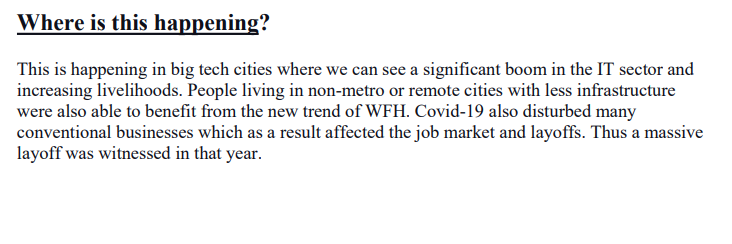 Where is this happening?
This is happening in big tech cities where we can see a significant boom in the IT sector and
increasing livelihoods. People living in non-metro or remote cities with less infrastructure
were also able to benefit from the new trend of WFH. Covid-19 also disturbed many
conventional businesses which as a result affected the job market and layoffs. Thus a massive
layoff was witnessed in that year.